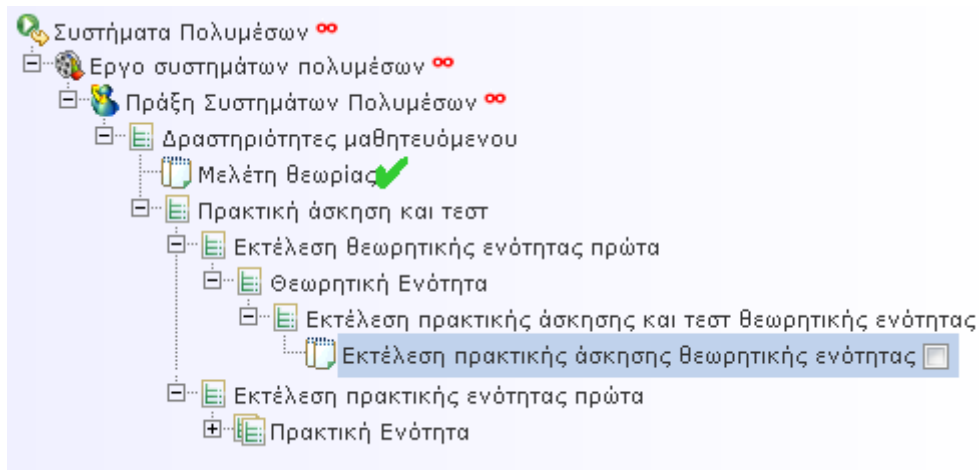 Συστήματα Πολυμέσων
Εργο συστημάτων πολυμέσων
Πράξη Συστημάτων Πολυμέσων
Δραστηριότητες μαθητευόμενου
Μελέτη θεωρίας
Πρακτική άσκηση και τεστ
Εκτέλεση θεωρητικής ενότητας πρώτα
Θεωρητική Ενότητα
Εκτέλεση πρακτικής άσκησης και τεστ θεωρητικής ενότητας
Εκτέλεση πρακτικής άσκησης θεωρητικής ενότητας
Εκτέλεση πρακτικής ενότητας πρώτα
Πρακτική Ενότητα